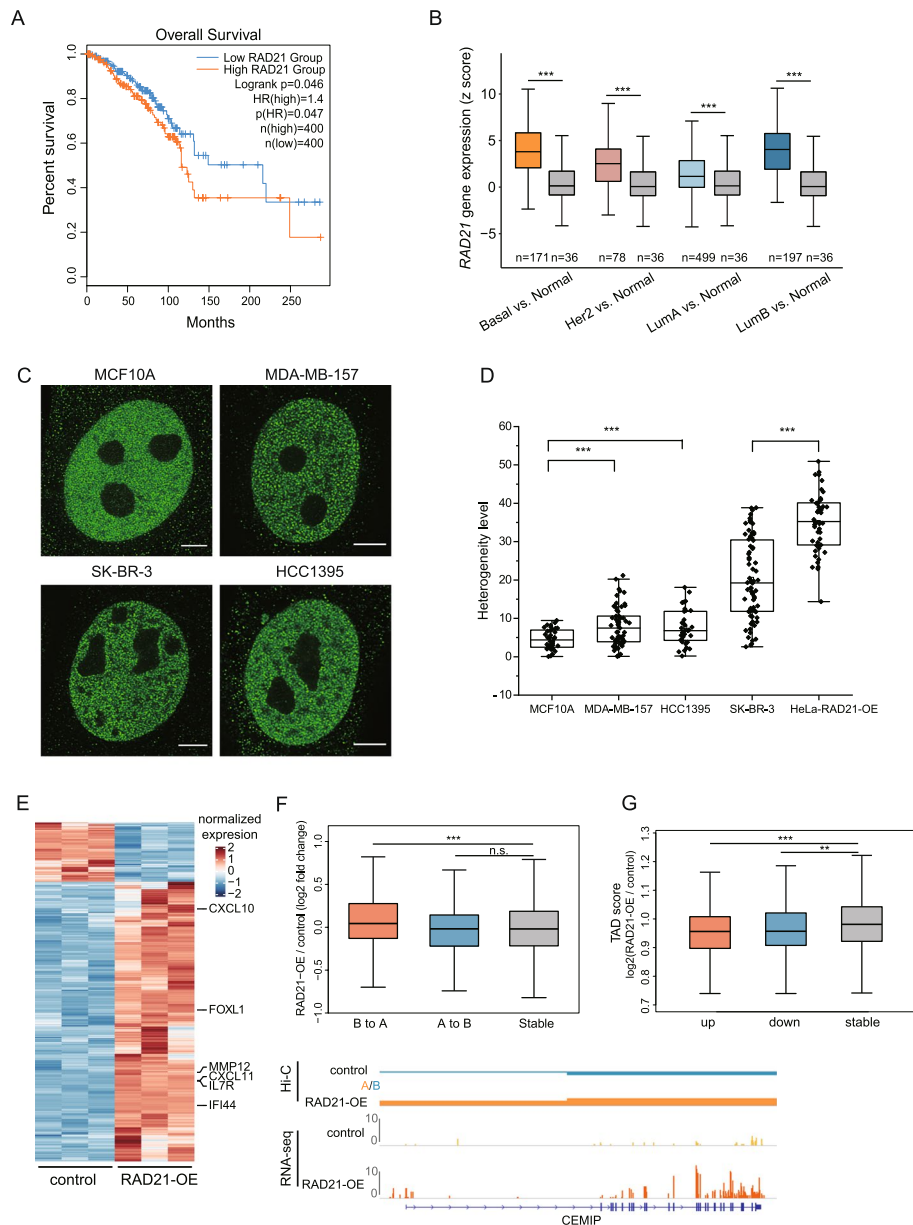 A
Overall Survival
Low RAD21 Group
High RAD21 Group
Logrank p=0.046
HR(high)=1.4
p(HR)=0.047
n(high)=400
n(low)=400
Percent survival
1.0
0.8
0.6
0.4
0.2
0.0
0 50 100 150 200 250
Months
B
RAD21 gene expression (z score)
10
5
0
−5
*** *** *** ***
n=171 n=36 n=78 n=36 n=499 n=36 n=197 n=36
Basal vs. Normal
Her2 vs. Normal
LumA vs. Normal
LumB vs. Normal
C
MCF10A MDA-MB-157
SK-BR-3 HCC1395
D
Heterogeneity level
60
50
40
30
20
10
0
-10
***
***
***
MCF10A MDA-MB-157 HCC1395 SK-BR-3 HeLa-RAD21-OE
E
normalized
expresion
2
1
0
−1
−2
CXCL10
FOXL1
MMP12
CXCL11
IL7R
IFI44
control RAD21-OE
F
RAD21−OE / control (log2 fold change)
1.0
0.5
0.0
−0.5
−1.0
***
n.s.
B to A A to B Stable
G
TAD score
log2(RAD21-OE / control)
1.3
1.2
1.1
1.0
0.9
0.8
0.7
***
**
up down stable
Hi-C
control
A/B
RAD21-OE
RNA-seq
control
10
0
RAD21-OE
10
0
CEMIP